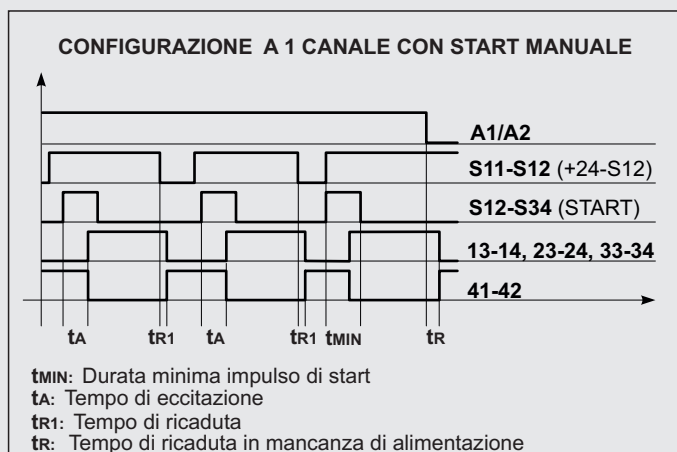 CONFIGURAZIONE A 1 CANALE CON START MANUALE
A1/A2
S11-S12 (+24-S12)
S12-S34 (START)
13-14, 23-24, 33-34
41-42
tA tR1 tA tR1 tMIN tR
tMIN: Durata minima impulso di start
tA: Tempo di eccitazione
tR1: Tempo di ricaduta
tR: Tempo di ricaduta in mancanza di alimentazione